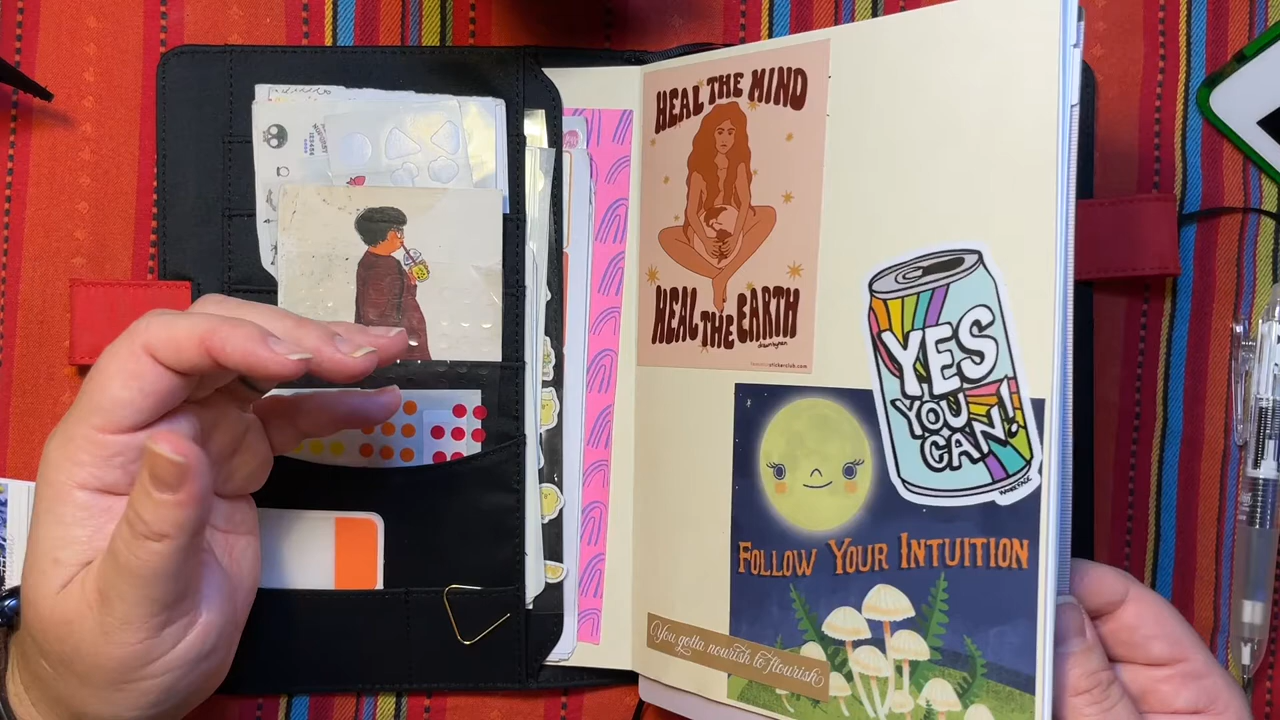 HEAL THE MIND
HEAL THE EARTH
YES
YOU
CAN!
FOLLOW YOUR INTUITION
You gotta nourish to flourish